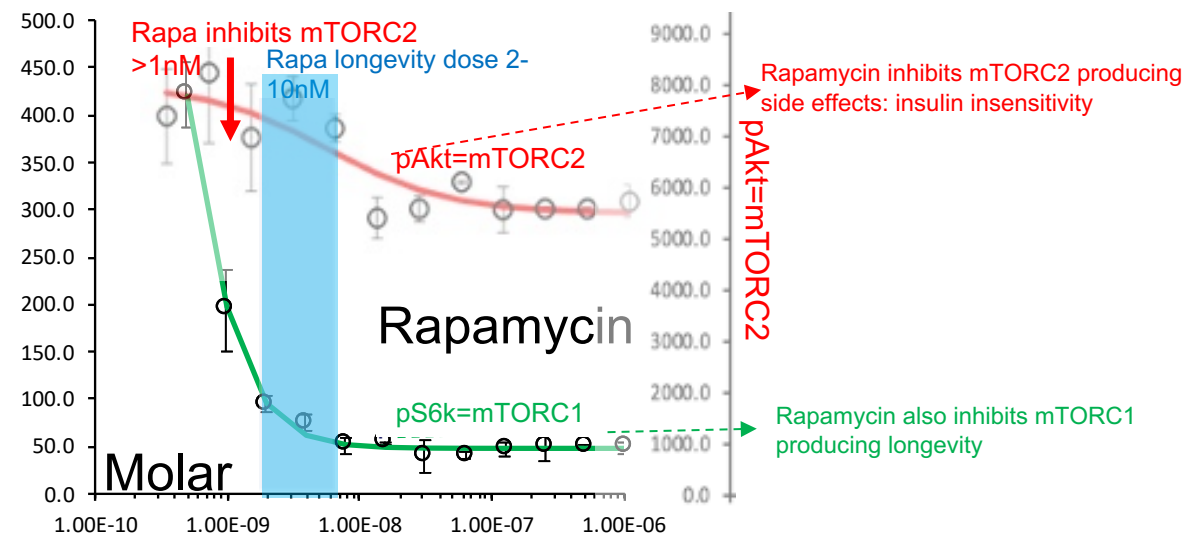 500.0
450.0
400.0
350.0
300.0
250.0
200.0
150.0
100.0
50.0
0.0
Rapa inhibits mTORC2
>1nM
Rapa longevity dose 2-
10nM
pAkt=mTORC2
Rapamycin
pS6k=mTORC1
Molar
1.00E-10
1.00E-09
1.00E-08
1.00E-07
1.00E-06
9000.0
8000.0
7000.0
6000.0
5000.0
4000.0
3000.0
2000.0
1000.0
0.0
pAkt=mTORC2
Rapamycin inhibits mTORC2 producing
side effects: insulin insensitivity
Rapamycin also inhibits mTORC1
producing longevity